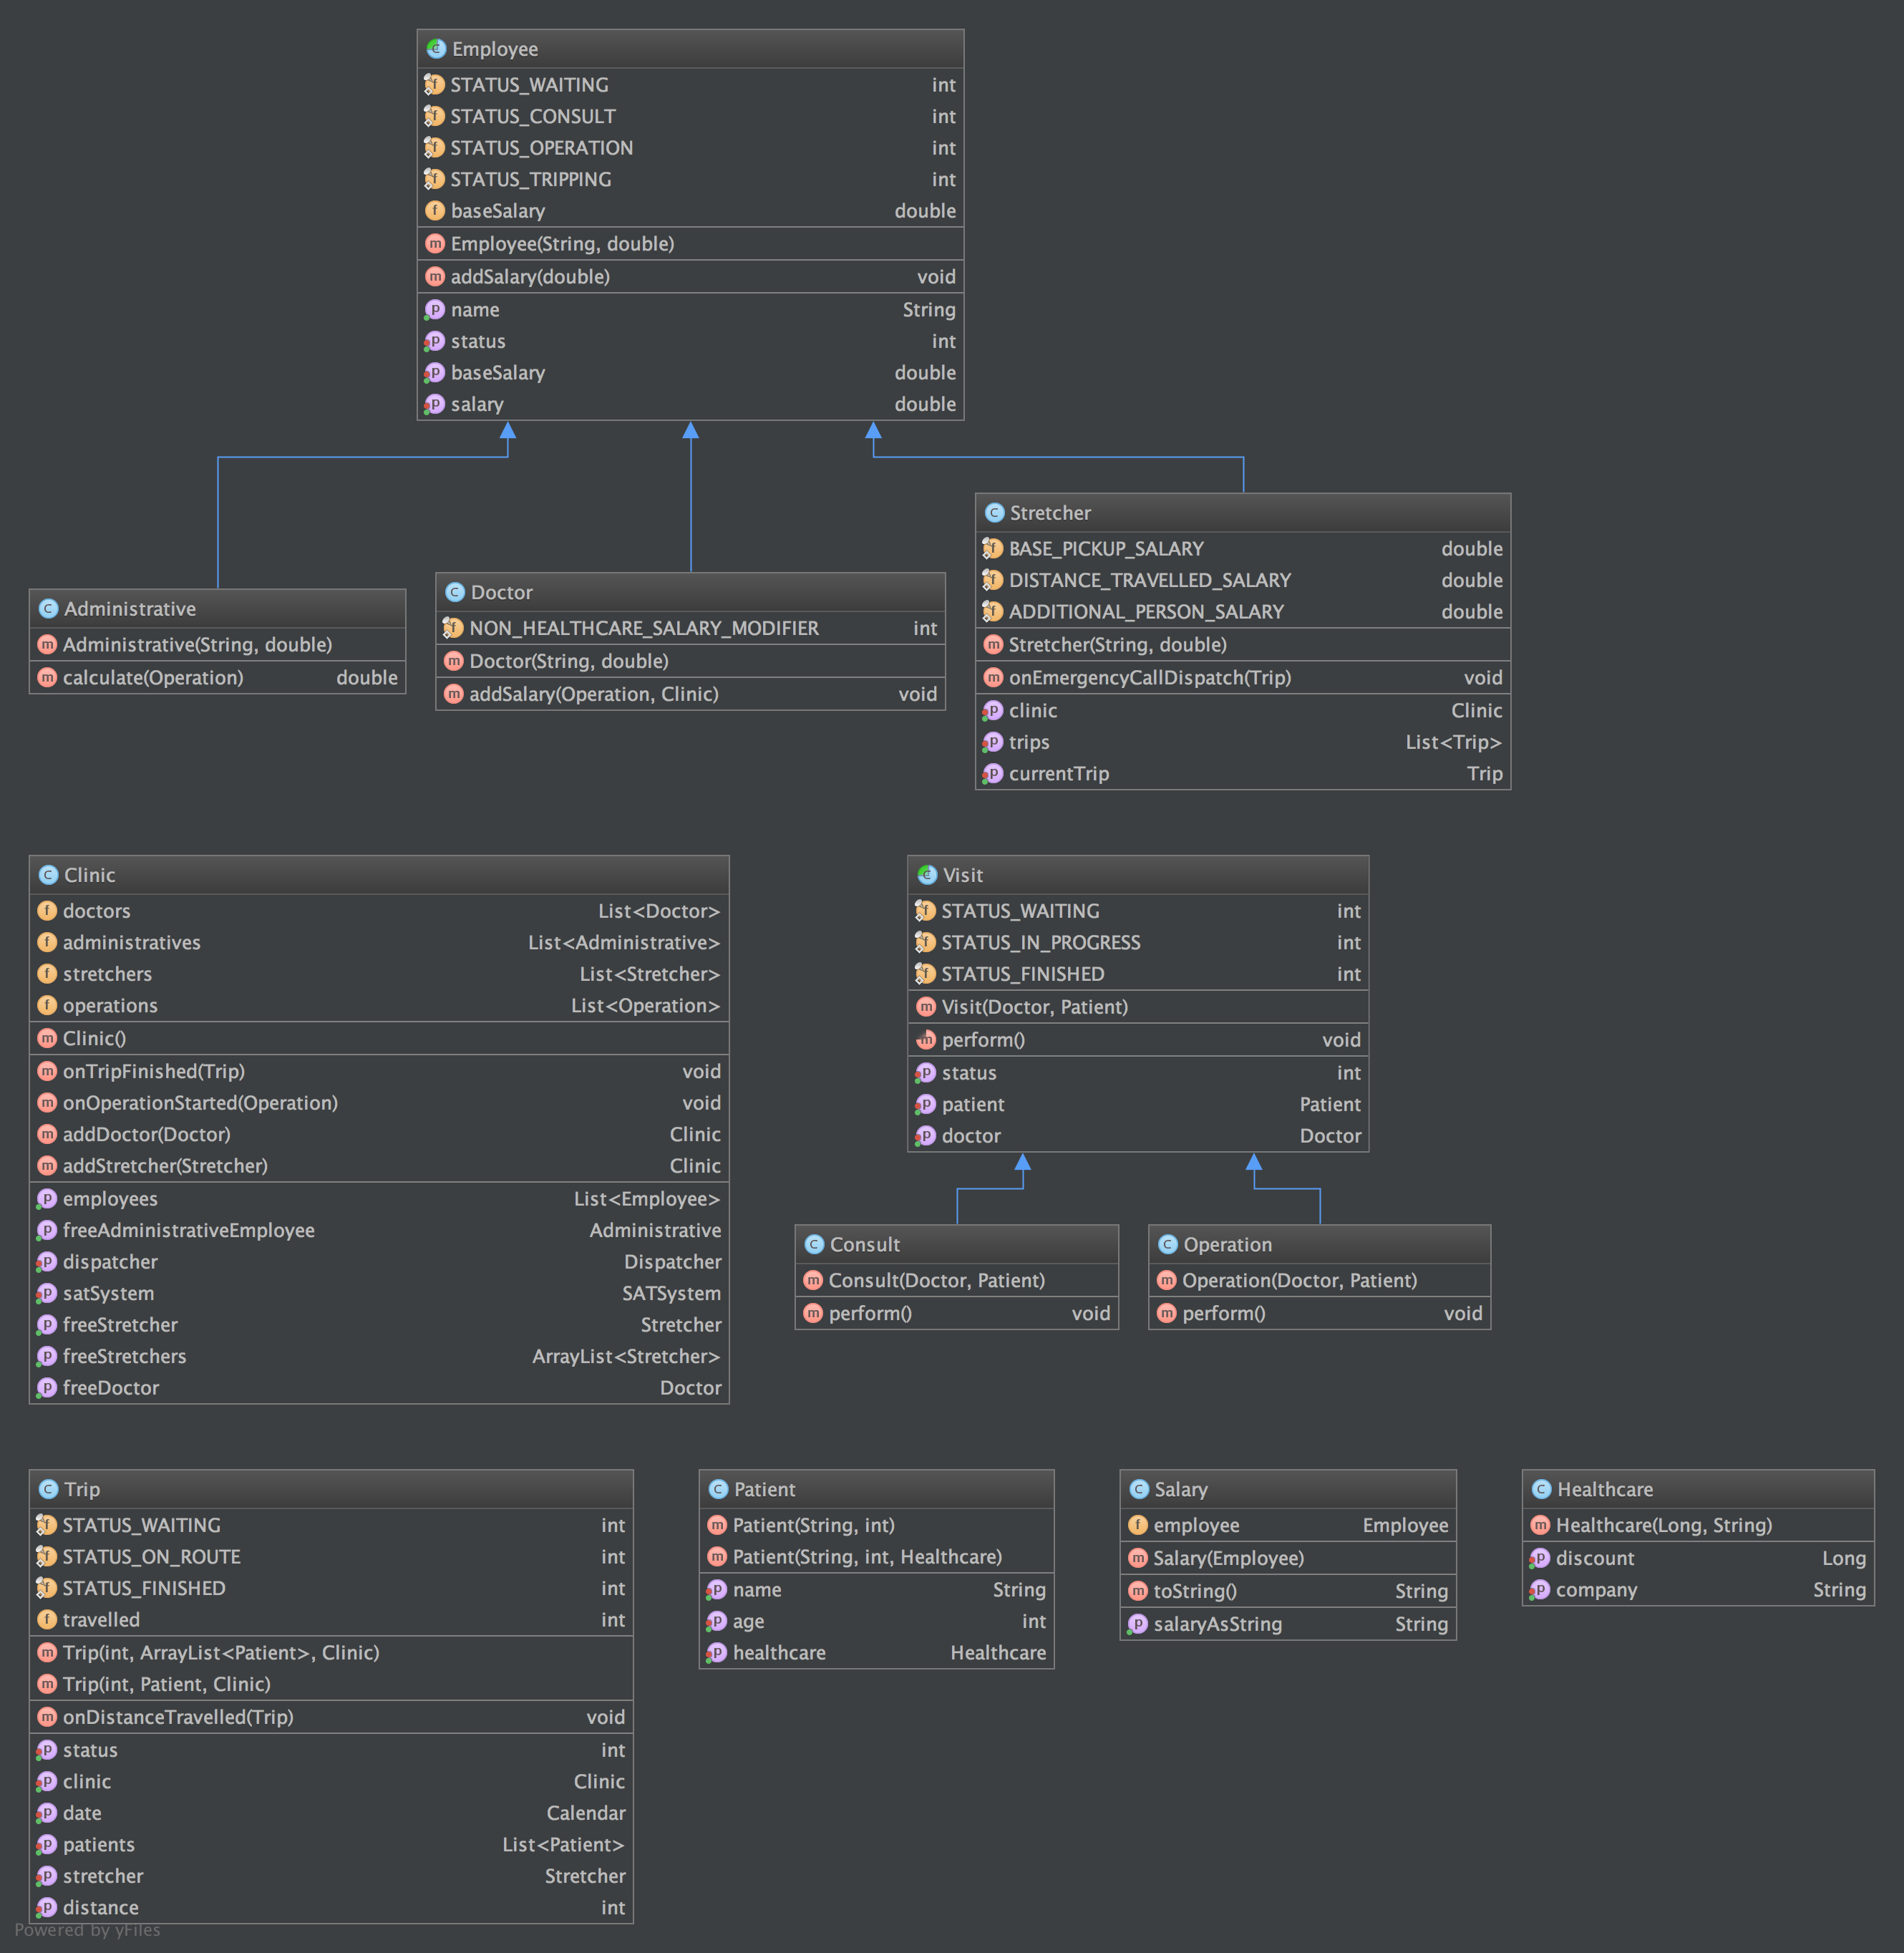 Employee
STATUS_WAITING int
STATUS_CONSULT int
STATUS_OPERATION int
STATUS_TRIPPING int
baseSalary double
Employee(String, double)
addSalary(double) void
name String
status int
baseSalary double
salary double
Administrative
Administrative(String, double)
calculate(Operation) double
Doctor
NON_HEALTHCARE_SALARY_MODIFIER int
Doctor(String, double)
addSalary(Operation, Clinic) void
Stretcher
BASE_PICKUP_SALARY double
DISTANCE_TRAVELLED_SALARY double
ADDITIONAL_PERSON_SALARY double
Stretcher(String, double)
onEmergencyCallDispatch(Trip) void
clinic Clinic
trips List<Trip>
currentTrip Trip
Clinic
doctors List<Doctor>
administratives List<Administrative>
stretchers List<Stretcher>
operations List<Operation>
Clinic()
onTripFinished(Trip) void
onOperationStarted(Operation) void
addDoctor(Doctor) Clinic
addStretcher(Stretcher) Clinic
employees List<Employee>
freeAdministrativeEmployee Administrative
dispatcher Dispatcher
satSystem SATSystem
freeStretcher Stretcher
freeStretchers ArrayList<Stretcher>
freeDoctor Doctor
Visit
STATUS_WAITING int
STATUS_IN_PROGRESS int
STATUS_FINISHED int
Visit(Doctor, Patient)
perform() void
status int
patient Patient
doctor Doctor
Consult
Consult(Doctor, Patient)
perform() void
Operation
Operation(Doctor, Patient)
perform() void
Trip
STATUS_WAITING int
STATUS_ON_ROUTE int
STATUS_FINISHED int
travelled int
Trip(int, ArrayList<Patient>, Clinic)
Trip(int, Patient, Clinic)
onDistanceTravelled(Trip) void
status int
clinic Clinic
date Calendar
patients List<Patient>
stretcher Stretcher
distance int
Patient
Patient(String, int)
Patient(String, int, Healthcare)
name String
age int
healthcare Healthcare
Salary
employee Employee
Salary(Employee)
toString() String
salaryAsString String
Healthcare
Healthcare(Long, String)
discount Long
company String
Powered by yFiles